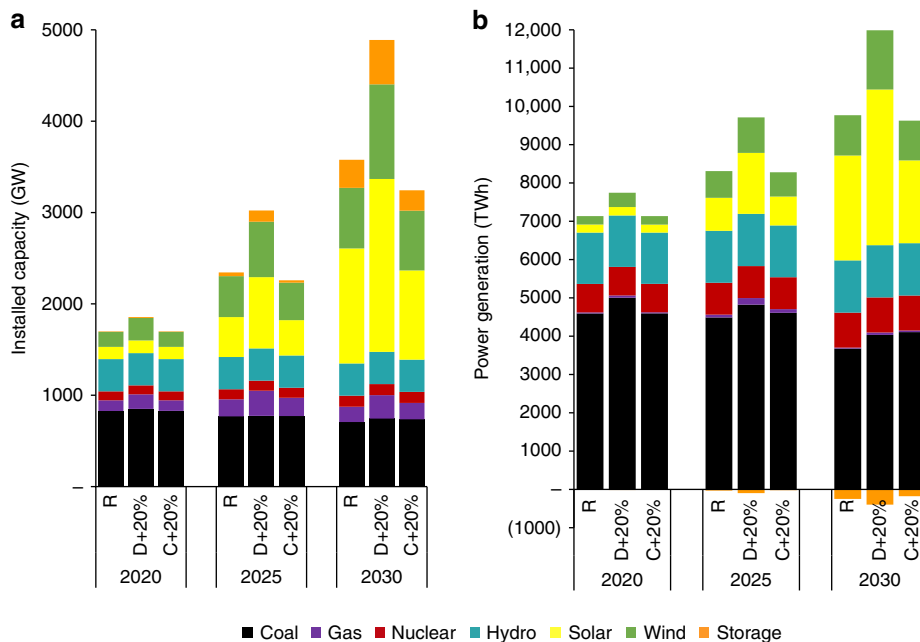 a
Installed capacity (GW)
5000
4000
3000
2000
1000
–
R
D+20%
C+20%
R
D+20%
C+20%
R
D+20%
C+20%
2020
2025
2030
b
Power generation (TWh)
12,000
11,000
10,000
9000
8000
7000
6000
5000
4000
3000
2000
1000
–
(1000)
R
D+20%
C+20%
R
D+20%
C+20%
R
D+20%
C+20%
2020
2025
2030
Coal Gas Nuclear Hydro Solar Wind Storage